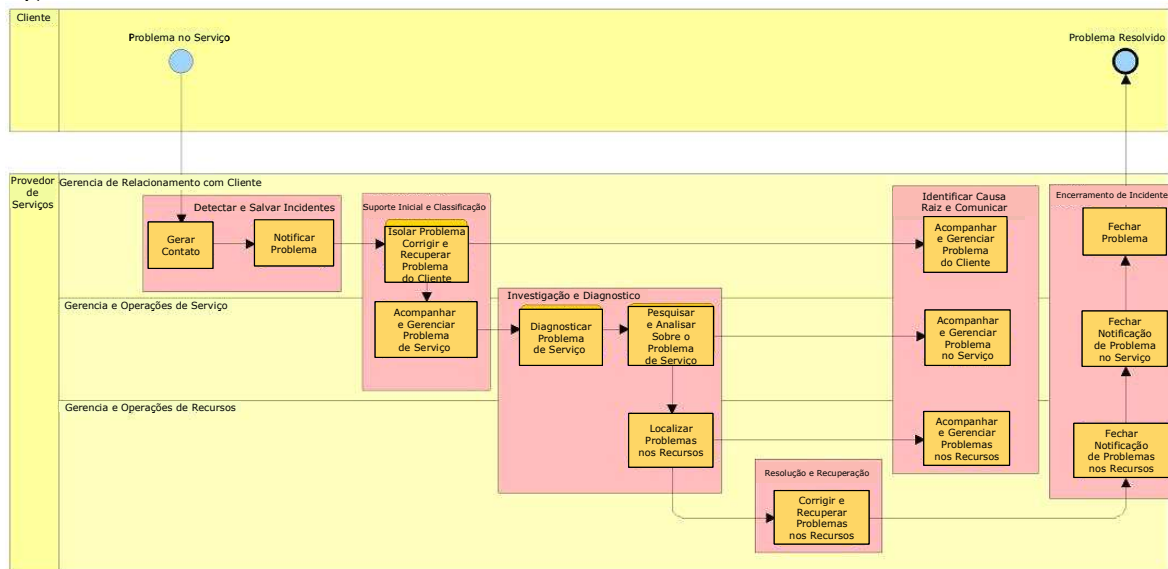 Cliente
Problema no Serviço
Problema Resolvido
Provedor
de
Serviços
Gerencia de Relacionamento com Cliente
Detectar e Salvar Incidentes
Gerar
Contato
Notificar
Problema
Suporte Inicial e Classificação
Isolar Problema
Corrigir e
Recuperar
Problema
do Cliente
Acompanhar
e Gerenciar
Problema
de Serviço
Identificar Causa
Raiz e Comunicar
Acompanhar
e Gerenciar
Problema
do Cliente
Encerramento de Incidente
Fechar
Problema
Gerencia e Operações de Serviço
Investigação e Diagnostico
Diagnosticar
Problema
de Serviço
Pesquisar
e Analisar
Sobre o
Problema
de Serviço
Acompanhar
e Gerenciar
Problema
no Serviço
Fechar
Notificação
de Problema
no Serviço
Gerencia e Operações de Recursos
Localizar
Problemas
nos Recursos
Acompanhar
e Gerenciar
Problemas
nos Recursos
Fechar
Notificação
de Problemas
nos Recursos
Resolução e Recuperação
Corrigir e
Recuperar
Problemas
nos Recursos